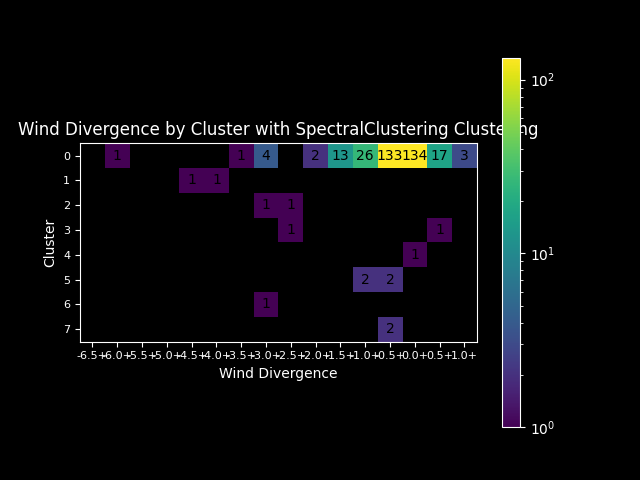 Wind Divergence by Cluster with SpectralClustering Clustering
Cluster
0 1 1 4 2 13 26 133 134 17 3
1 1 1
2 1 1
3 1 1
4 1
5 2 2
6 1
7 2
-6.5+ -6.0+ -5.5+ -5.0+ -4.5+ -4.0+ -3.5+ -3.0+ -2.5+ -2.0+ -1.5+ -1.0+ -0.5+ 0.0+ 0.5+ 1.0+
Wind Divergence
10²
10¹
10⁰